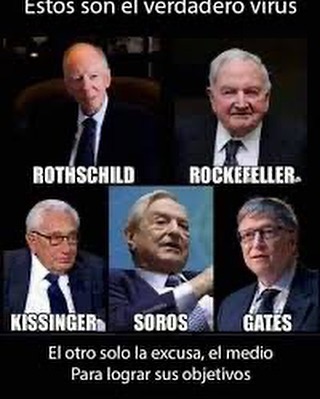 Estos son el verdadero virus
ROTHSCHILD
ROCKEFELLER
KISSINGER
SOROS
GATES
El otro solo la excusa, el medio
Para lograr sus objetivos